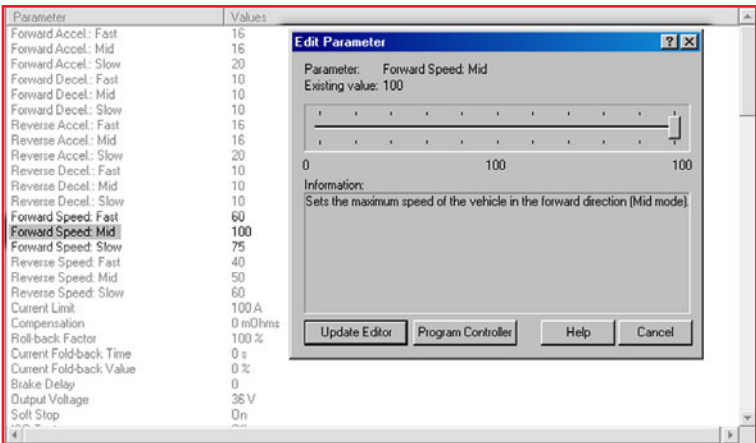 Parameter Values
Forward Accel.: Fast 16
Forward Accel.: Mid 16
Forward Accel.: Slow 20
Forward Decel.: Fast 10
Forward Decel.: Mid 10
Forward Decel.: Slow 10
Reverse Accel.: Fast 16
Reverse Accel.: Mid 16
Reverse Accel.: Slow 20
Reverse Decel.: Fast 10
Reverse Decel.: Mid 10
Reverse Decel.: Slow 10
Forward Speed: Fast 60
Forward Speed: Mid 100
Forward Speed: Slow 75
Reverse Speed: Fast 40
Reverse Speed: Mid 50
Reverse Speed: Slow 60
Current Limit 100 A
Compensation 0 mOhms
Roll-back Factor 100 %
Current Fold-back Time 0 s
Current Fold-back Value 0 %
Brake Delay 0
Output Voltage 36 V
Soft Stop On
Edit Parameter
Parameter: Forward Speed: Mid
Existing value: 100
0 100 100
Information:
Sets the maximum speed of the vehicle in the forward direction (Mid mode).
Update Editor Program Controller Help Cancel